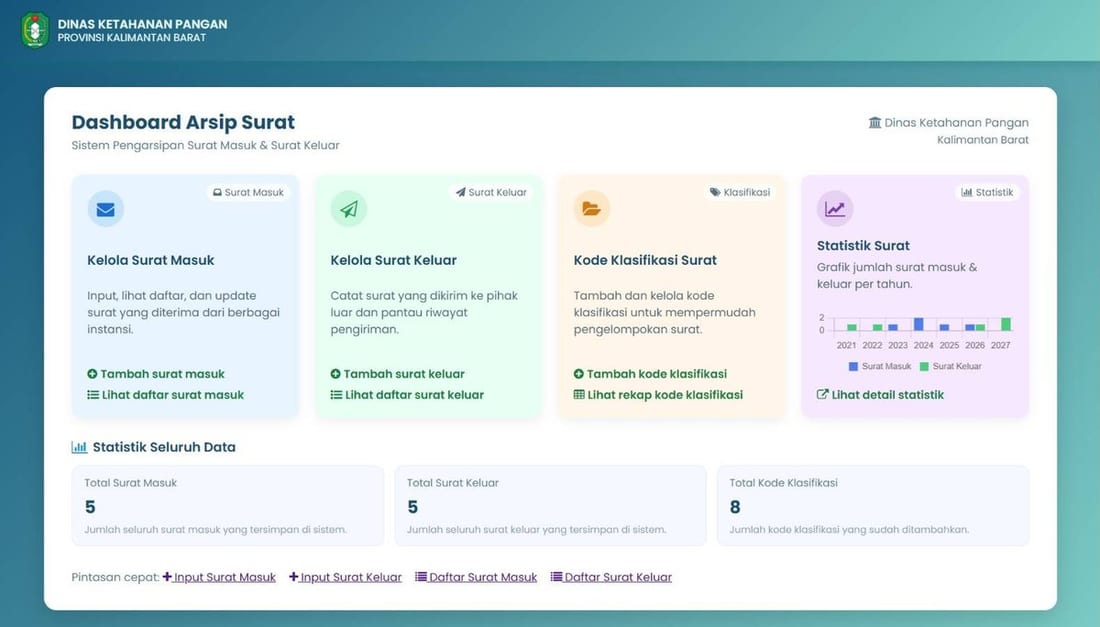 DINAS KETAHANAN PANGAN
PROVINSI KALIMANTAN BARAT
Dashboard Arsip Surat
Sistem Pengarsipan Surat Masuk & Surat Keluar
Dinas Ketahanan Pangan
Kalimantan Barat
Surat Masuk
Kelola Surat Masuk
Input, lihat daftar, dan update
surat yang diterima dari berbagai
instansi.
Tambah surat masuk
Lihat daftar surat masuk
Surat Keluar
Kelola Surat Keluar
Catat surat yang dikirim ke pihak
luar dan pantau riwayat
pengiriman.
Tambah surat keluar
Lihat daftar surat keluar
Klasifikasi
Kode Klasifikasi Surat
Tambah dan kelola kode
klasifikasi untuk mempermudah
pengelompokan surat.
Tambah kode klasifikasi
Lihat rekap kode klasifikasi
Statistik
Statistik Surat
Grafik jumlah surat masuk &
keluar per tahun.
2
0
2021 2022 2023 2024 2025 2026 2027
Surat Masuk Surat Keluar
Lihat detail statistik
Statistik Seluruh Data
Total Surat Masuk
5
Jumlah seluruh surat masuk yang tersimpan di sistem.
Total Surat Keluar
5
Jumlah seluruh surat keluar yang tersimpan di sistem.
Total Kode Klasifikasi
8
Jumlah kode klasifikasi yang sudah ditambahkan.
Pintasan cepat: Input Surat Masuk Input Surat Keluar Daftar Surat Masuk Daftar Surat Keluar